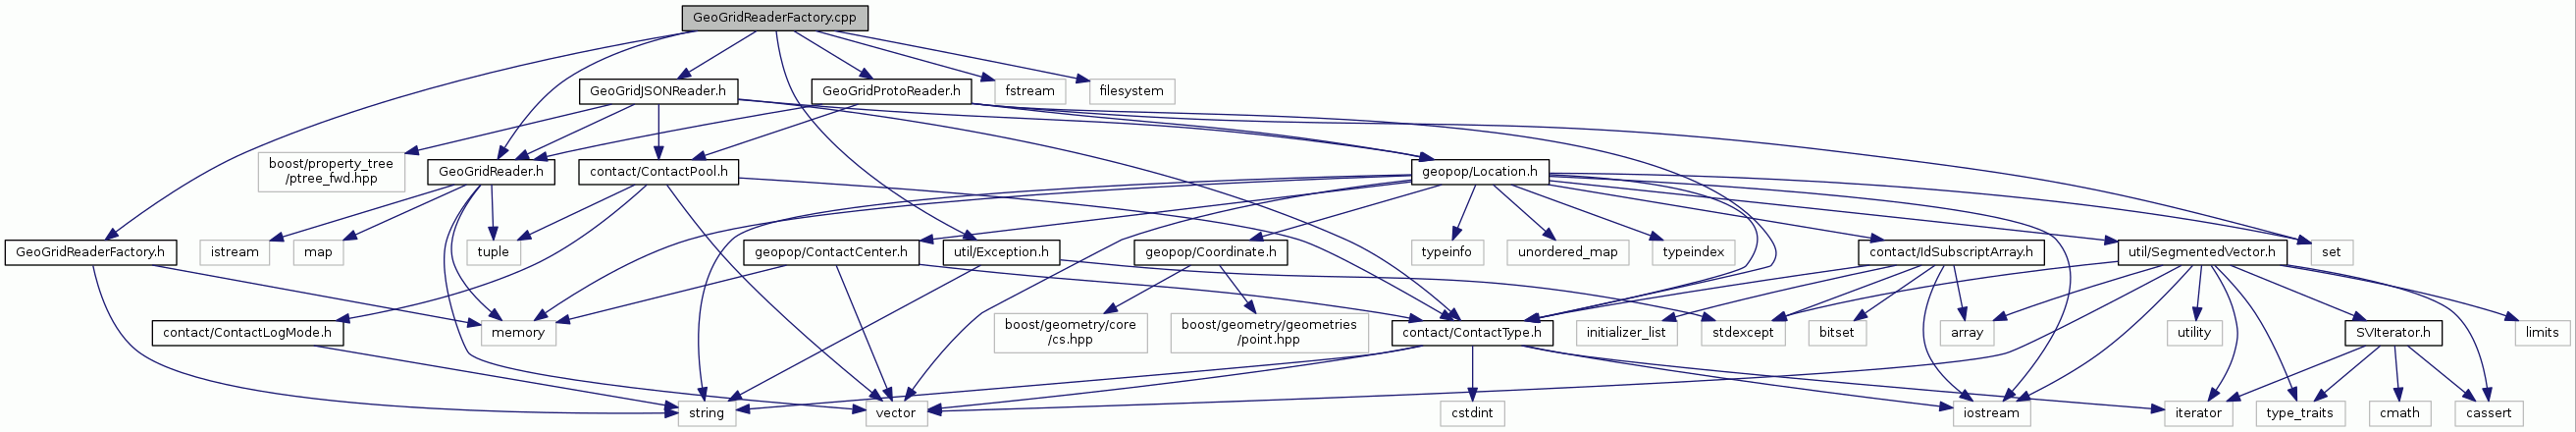 GeoGridReaderFactory.cpp
GeoGridJSONReader.h
GeoGridProtoReader.h
fstream
filesystem
boost/property_tree
/ptree_fwd.hpp
GeoGridReader.h
contact/ContactPool.h
geopop/Location.h
GeoGridReaderFactory.h
istream
map
tuple
geopop/ContactCenter.h
util/Exception.h
geopop/Coordinate.h
typeinfo
unordered_map
typeindex
contact/IdSubscriptArray.h
util/SegmentedVector.h
set
contact/ContactLogMode.h
memory
boost/geometry/core
/cs.hpp
boost/geometry/geometries
/point.hpp
contact/ContactType.h
initializer_list
stdexcept
bitset
array
utility
SVIterator.h
limits
string
vector
cstdint
iostream
iterator
type_traits
cmath
cassert